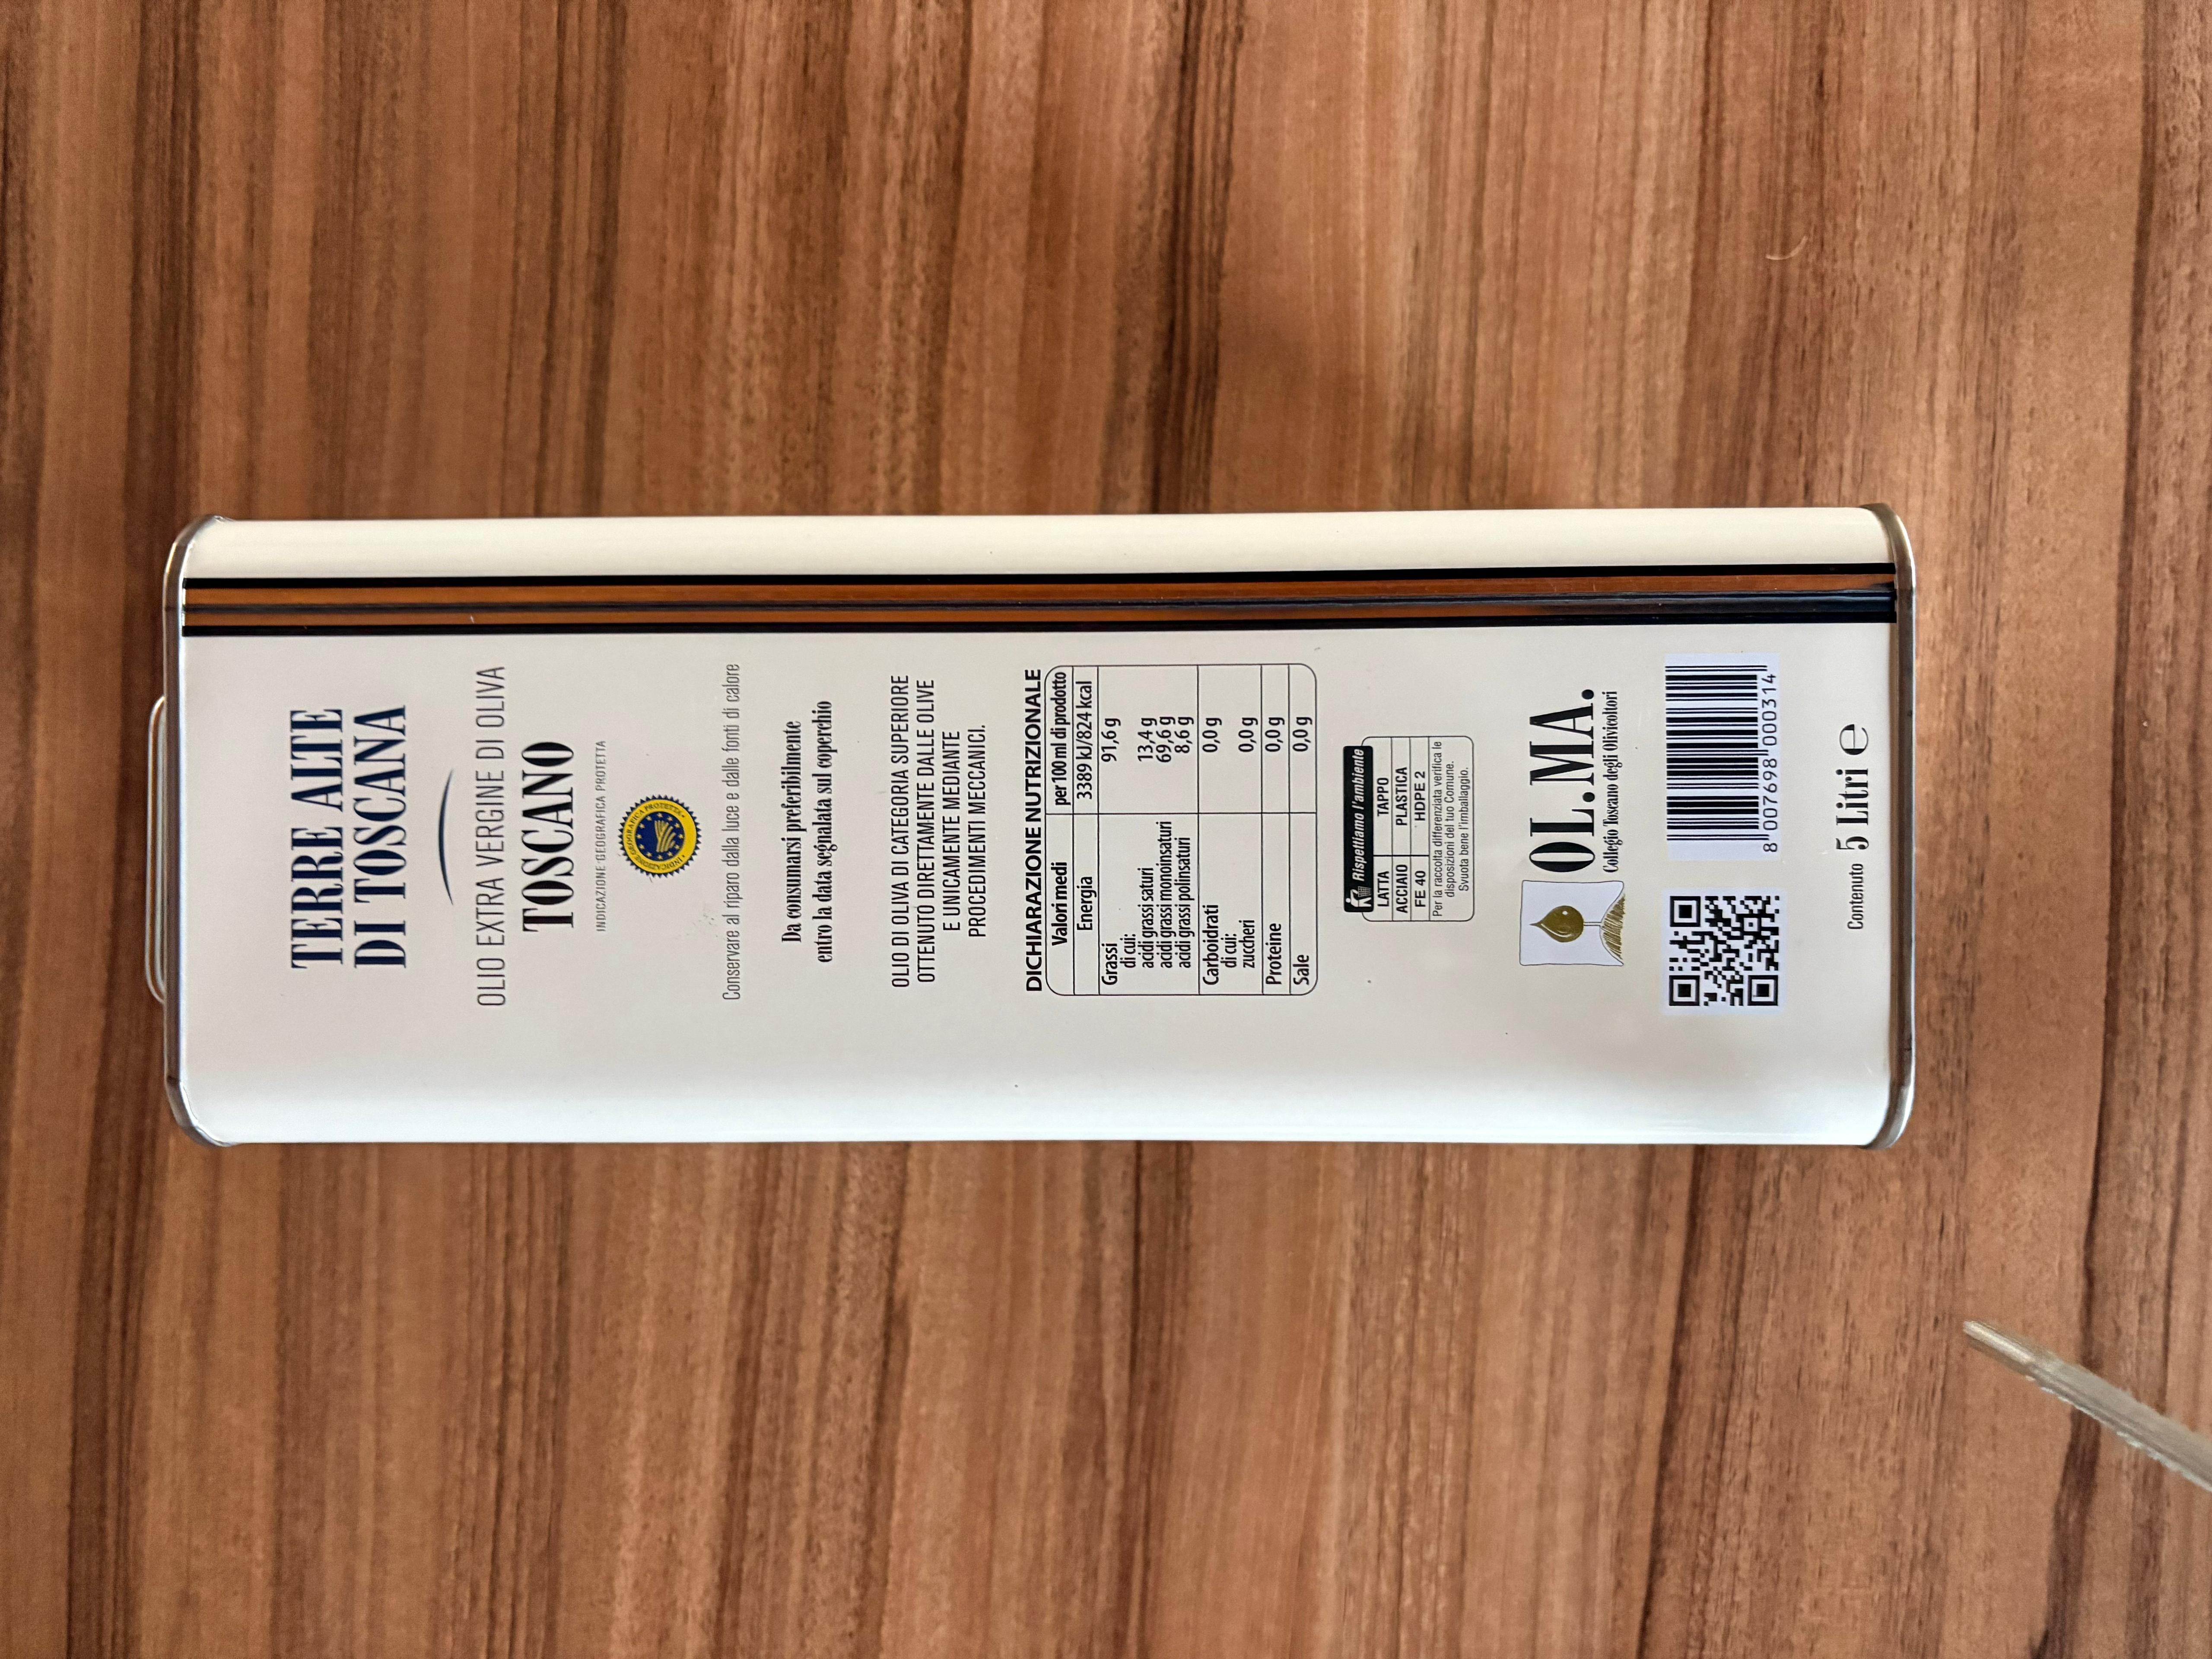 TERRE ALTE
DI TOSCANA
OLIO EXTRA VERGINE DI OLIVA
TOSCANO
INDICAZIONE GEOGRAFICA PROTETTA
INDICAZIONE GEOGRAFICA PROTETTA
Conservare al riparo dalla luce e dalle fonti di calore
Da consumarsi preferibilmente
entro la data segnalata sul coperchio
OLIO DI OLIVA DI CATEGORIA SUPERIORE
OTTENUTO DIRETTAMENTE DALLE OLIVE
E UNICAMENTE MEDIANTE
PROCEDIMENTI MECCANICI.
DICHIARAZIONE NUTRIZIONALE
Valori medi per 100 ml di prodotto
Energia 3389 kJ/824 kcal
Grassi 91,6 g
di cui:
acidi grassi saturi 13,4 g
acidi grassi monoinsaturi 69,6 g
acidi grassi polinsaturi 8,6 g
Carboidrati 0,0 g
di cui:
zuccheri 0,0 g
Proteine 0,0 g
Sale 0,0 g
Rispettiamo l'ambiente
LATTA TAPPO
ACCIAIO PLASTICA
FE 40 HDPE 2
Per la raccolta differenziata verifica le
disposizioni del tuo Comune.
Svuota bene l'imballaggio.
OL.MA.
Collegio Toscano degli Olivicoltori
8 007698 000314
Contenuto 5 Litri e